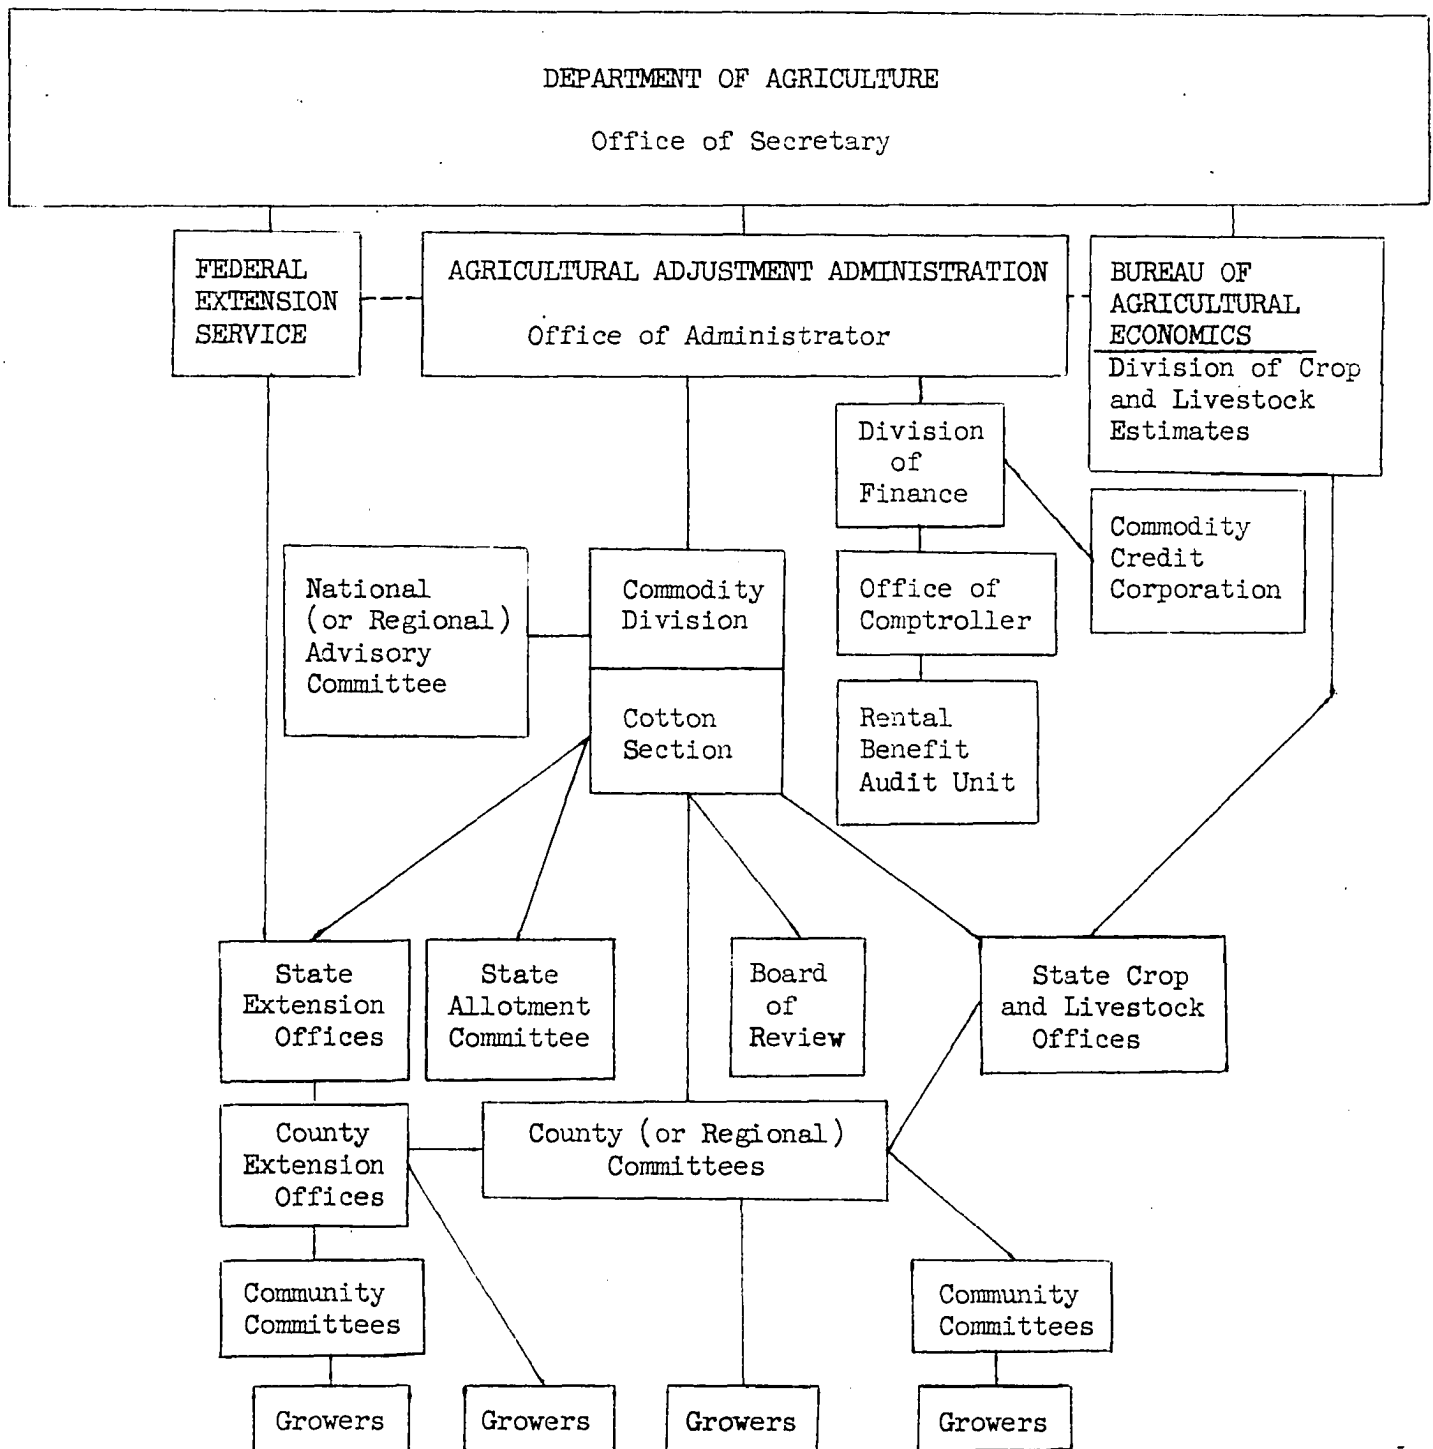 DEPARTMENT OF AGRICULTURE
Office of Secretary
FEDERAL
EXTENSION
SERVICE
AGRICULTURAL ADJUSTMENT ADMINISTRATION
Office of Administrator
BUREAU OF
AGRICULTURAL
ECONOMICS
Division of Crop
and Livestock
Estimates
Division
of
Finance
Commodity
Credit
Corporation
National
(or Regional)
Advisory
Committee
Commodity
Division
Office of
Comptroller
Cotton
Section
Rental
Benefit
Audit Unit
State
Extension
Offices
State
Allotment
Committee
Board
of
Review
State Crop
and Livestock
Offices
County
Extension
Offices
County (or Regional)
Committees
Community
Committees
Community
Committees
Growers
Growers
Growers
Growers